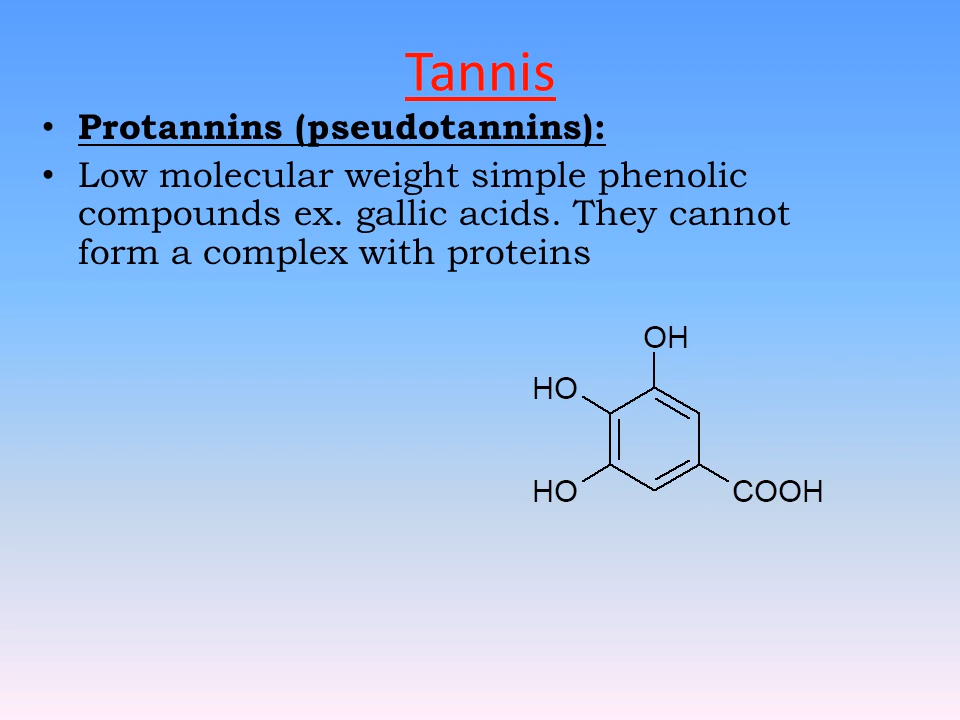 Tannis
• Protannins (pseudotannins):
• Low molecular weight simple phenolic
compounds ex. gallic acids. They cannot
form a complex with proteins
OH
HO
HO COOH